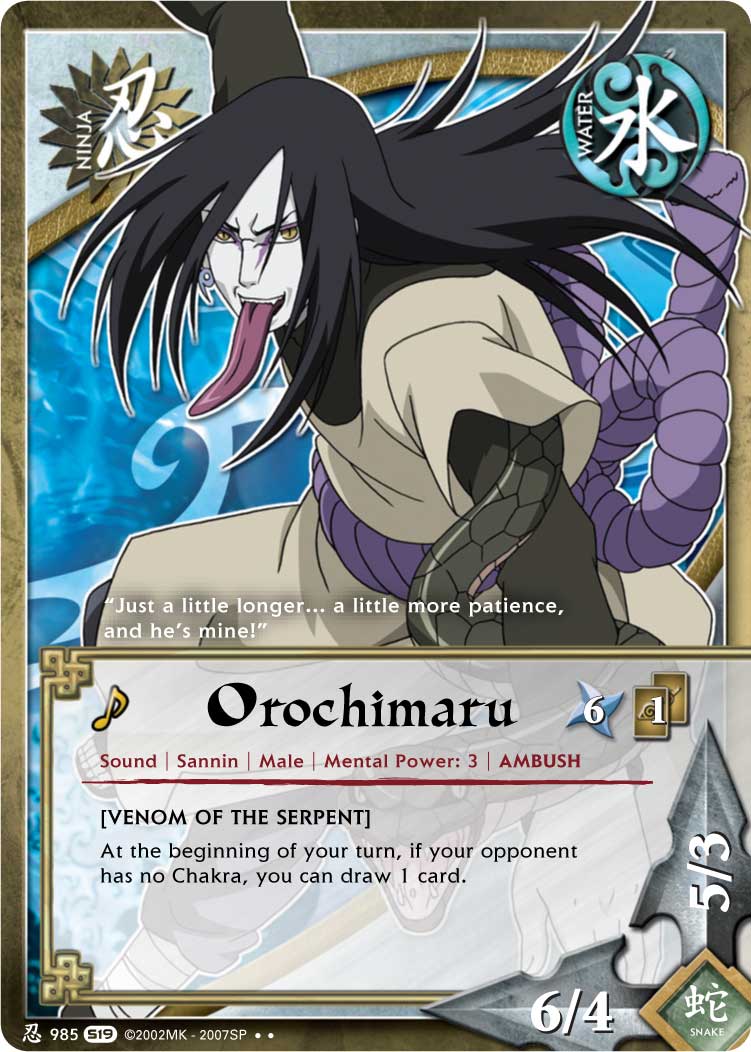 NINJA
忍
WATER
水
“Just a little longer... a little more patience,
and he’s mine!”
Orochimaru
6
1
Sound | Sannin | Male | Mental Power: 3 | AMBUSH
[VENOM OF THE SERPENT]
At the beginning of your turn, if your opponent
has no Chakra, you can draw 1 card.
5/3
6/4
蛇
SNAKE
忍 985 S19 ©2002MK - 2007SP ••